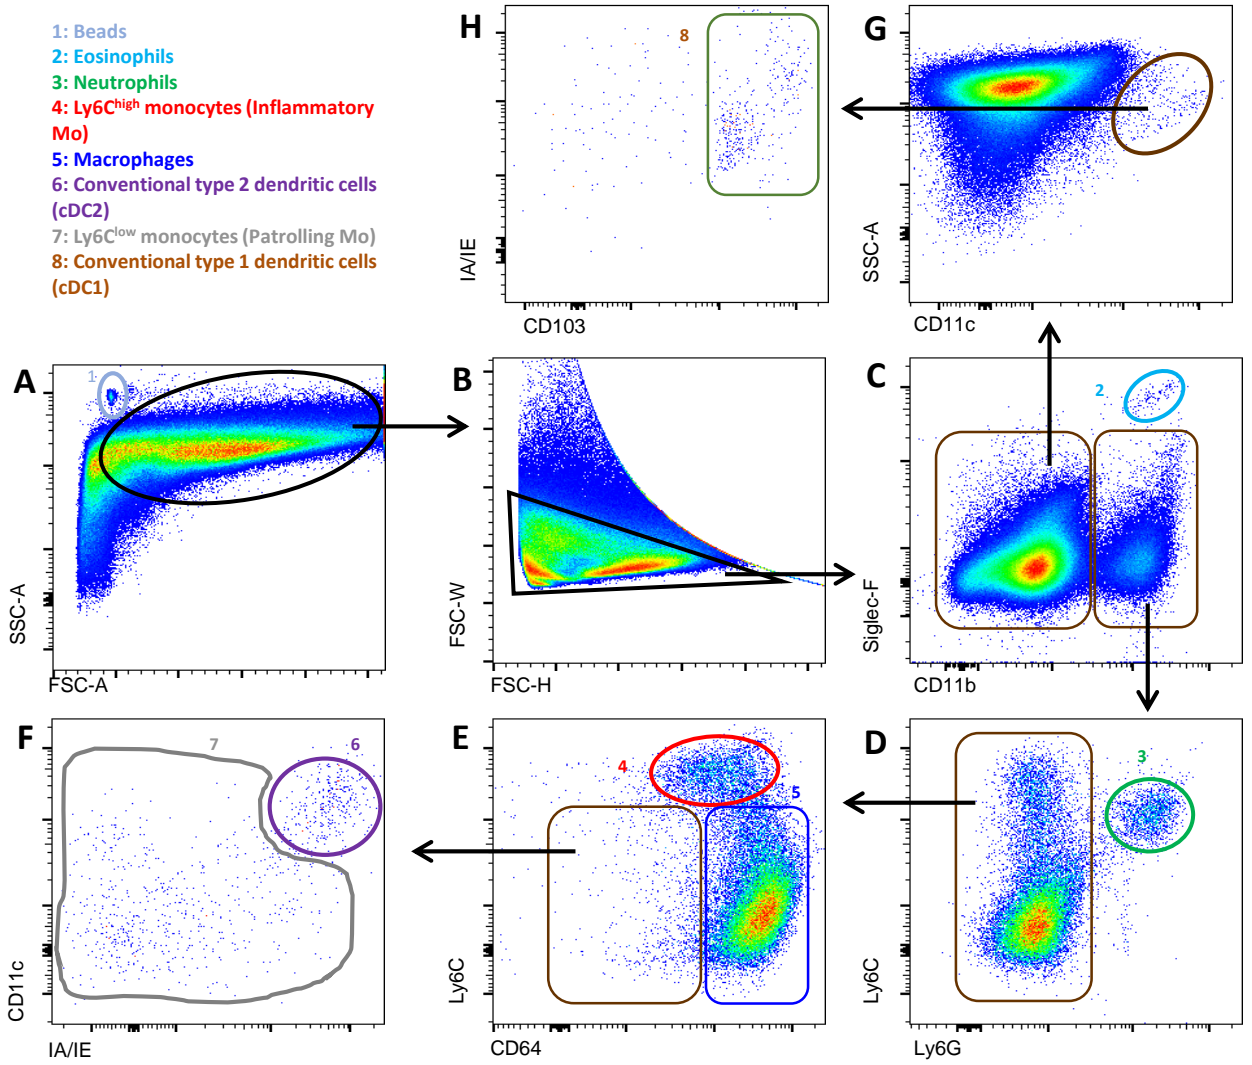 1: Beads
2: Eosinophils
3: Neutrophils
4: Ly6Chigh monocytes (Inflammatory
Mo)
5: Macrophages
6: Conventional type 2 dendritic cells
(cDC2)
7: Ly6Clow monocytes (Patrolling Mo)
8: Conventional type 1 dendritic cells
(cDC1)
H
8
IA/IE
CD103
G
SSC-A
CD11c
A
1
SSC-A
FSC-A
B
FSC-W
FSC-H
C
2
Siglec-F
CD11b
F
7
6
CD11c
IA/IE
E
4
5
Ly6C
CD64
D
3
Ly6C
Ly6G